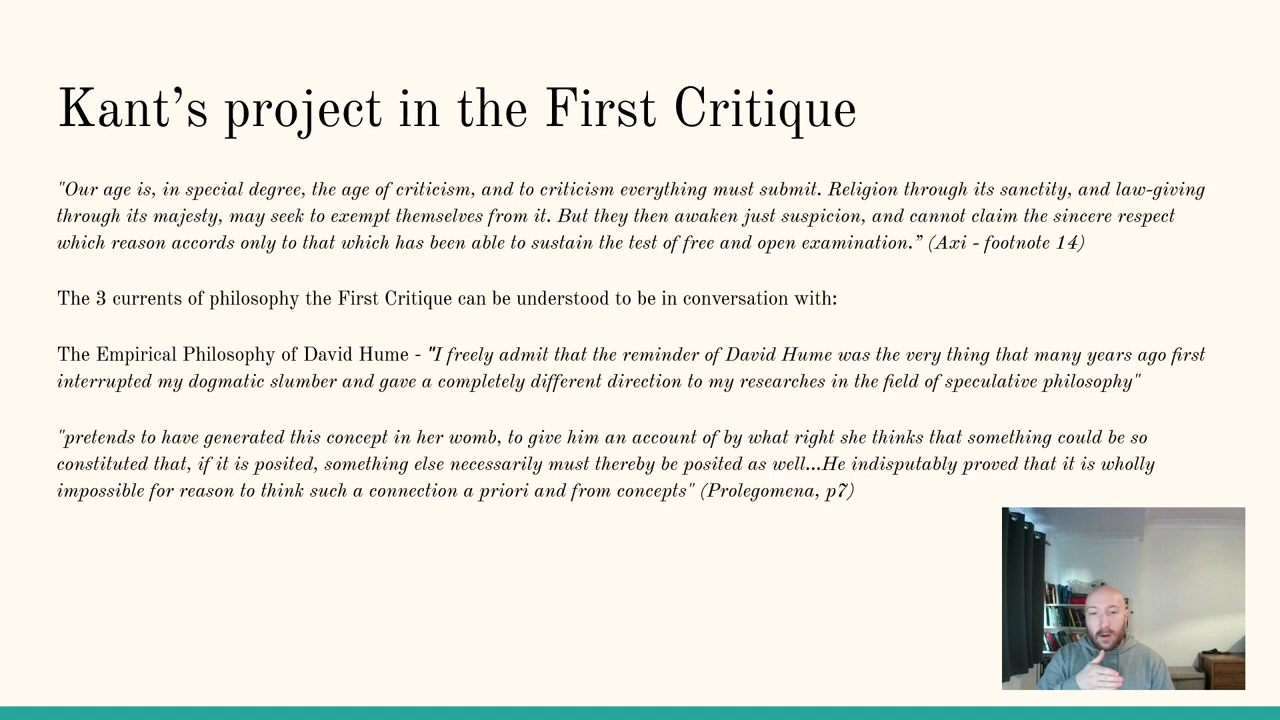 Kant’s project in the First Critique
"Our age is, in special degree, the age of criticism, and to criticism everything must submit. Religion through its sanctity, and law-giving
through its majesty, may seek to exempt themselves from it. But they then awaken just suspicion, and cannot claim the sincere respect
which reason accords only to that which has been able to sustain the test of free and open examination.” (Axi - footnote 14)
The 3 currents of philosophy the First Critique can be understood to be in conversation with:
The Empirical Philosophy of David Hume - "I freely admit that the reminder of David Hume was the very thing that many years ago first
interrupted my dogmatic slumber and gave a completely different direction to my researches in the field of speculative philosophy"
"pretends to have generated this concept in her womb, to give him an account of by what right she thinks that something could be so
constituted that, if it is posited, something else necessarily must thereby be posited as well...He indisputably proved that it is wholly
impossible for reason to think such a connection a priori and from concepts" (Prolegomena, p7)